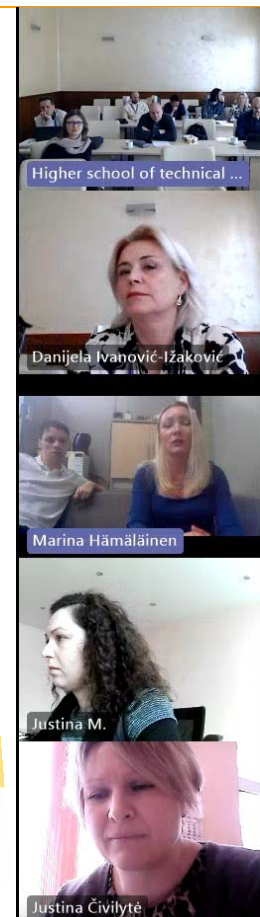 Higher school of technical ...
Danijela Ivanović-Ižaković
Marina Hämäläinen
Justina M.
Justina Čivilytė